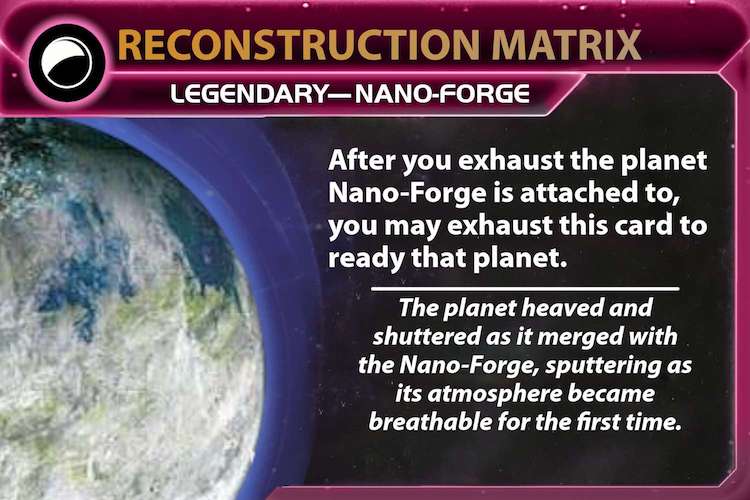 RECONSTRUCTION MATRIX
LEGENDARY—NANO-FORGE
After you exhaust the planet
Nano-Forge is attached to,
you may exhaust this card to
ready that planet.
The planet heaved and
shuttered as it merged with
the Nano-Forge, sputtering as
its atmosphere became
breathable for the first time.